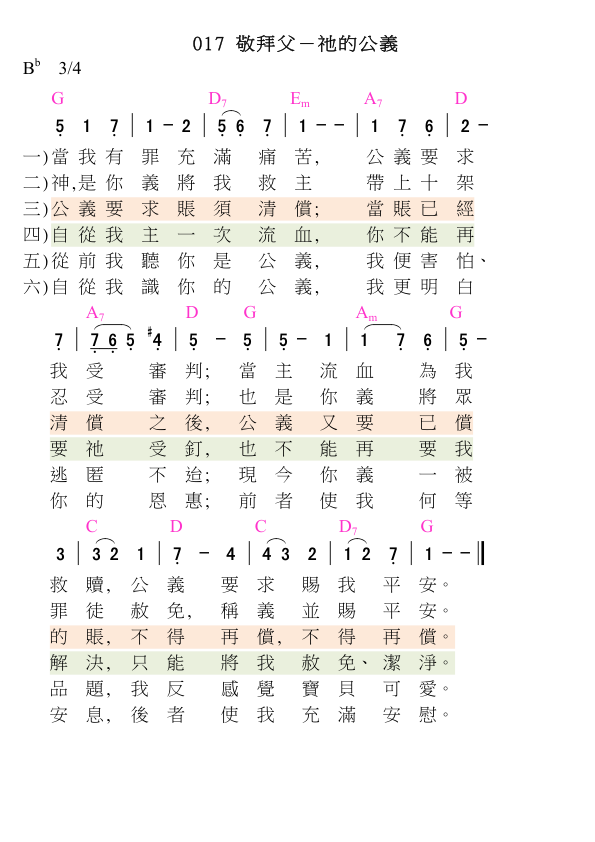 017 敬拜父－祂的公義
Bb 3/4
G D7 Em A7 D
5 1 7 | 1 - 2 | 5 6 7 | 1 - - | 1 7 6 | 2 -
一)當我有罪充滿痛苦, 公義要求
二)神,是你義將我救主 帶上十架
三)公義要求賬須清償; 當賬已經
四)自從我主一次流血, 你不能再
五)從前我聽你是公義, 我便害怕、
六)自從我識你的公義, 我更明白
A7 D G Am G
7 | 7 6 5 #4 | 5 - 5 | 5 - 1 | 1 7 6 | 5 -
我受審判; 當主流血為我
忍受審判; 也是你義將眾
清償之後, 公義又要已償
要祂受釘, 也不能再要我
逃匿不迨; 現今你義一被
你的恩惠; 前者使我何等
C D C D7 G
3 | 3 2 1 | 7 - 4 | 4 3 2 | 1 2 7 | 1 - - ‖
救贖, 公義要求賜我平安。
罪徒赦免, 稱義並賜平安。
的賬, 不得再償, 不得再償。
解決, 只能將我赦免、潔淨。
品題, 我反感覺寶貝可愛。
安息, 後者使我充滿安慰。